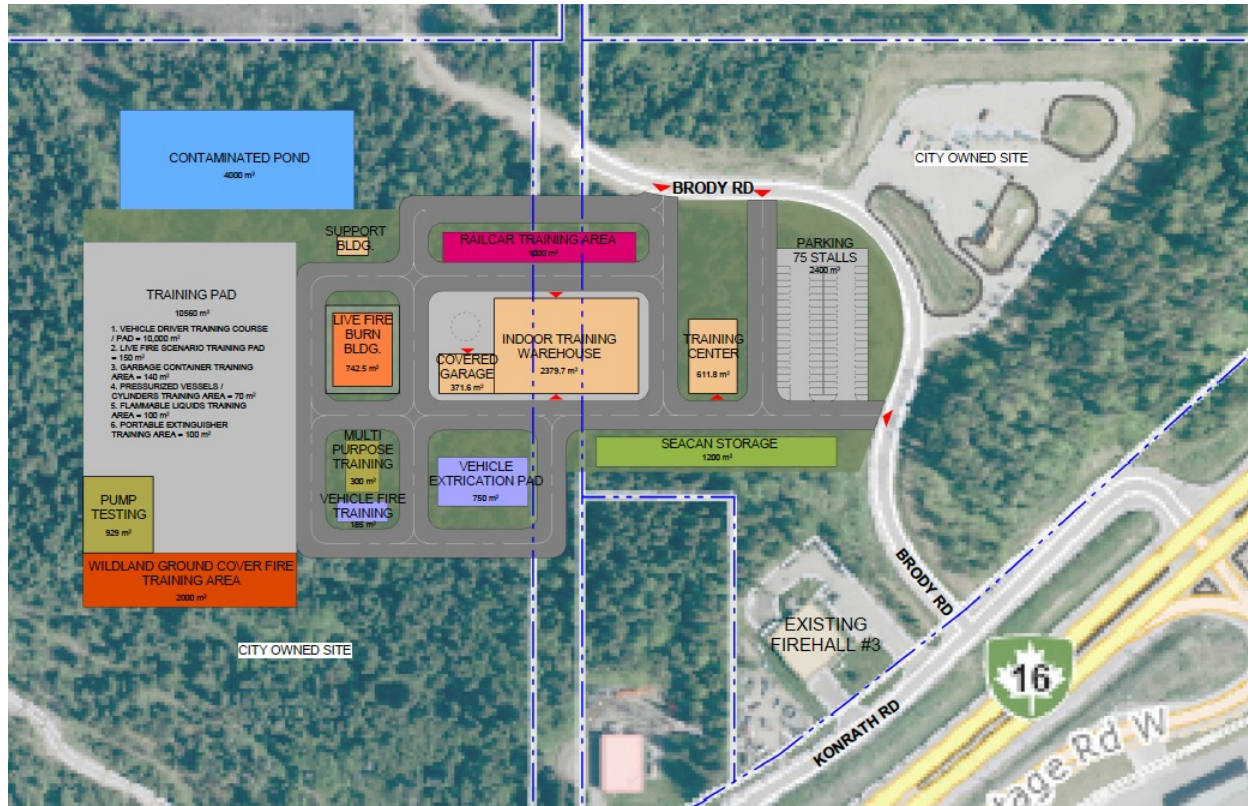 CONTAMINATED POND
4000 m²
CITY OWNED SITE
BRODY RD
SUPPORT
BLDG.
RAILCAR TRAINING AREA
PARKING
75 STALLS
2400 m²
TRAINING PAD
10560 m²
1. VEHICLE DRIVER TRAINING COURSE
/ PAD = 10,000 m²
2. LIVE FIRE SCENARIO TRAINING PAD
= 150 m²
3. GARBAGE CONTAINER TRAINING
AREA = 140 m²
4. PRESSURIZED VESSELS /
CYLINDERS TRAINING AREA = 70 m²
5. FLAMMABLE LIQUIDS TRAINING
AREA = 100 m²
6. PORTABLE EXTINGUISHER
TRAINING AREA = 100 m²
LIVE FIRE
BURN
BLDG.
742.5 m²
COVERED
GARAGE
371.6 m²
INDOOR TRAINING
WAREHOUSE
2379.7 m²
TRAINING
CENTER
611.8 m²
MULTI
PURPOSE
TRAINING
300 m²
VEHICLE FIRE
TRAINING
185 m²
VEHICLE
EXTRICATION PAD
750 m²
SEACAN STORAGE
1200 m²
PUMP
TESTING
929 m²
WILDLAND GROUND COVER FIRE
TRAINING AREA
2000 m²
CITY OWNED SITE
BRODY RD
EXISTING
FIREHALL #3
KONRATH RD
16
tage Rd W